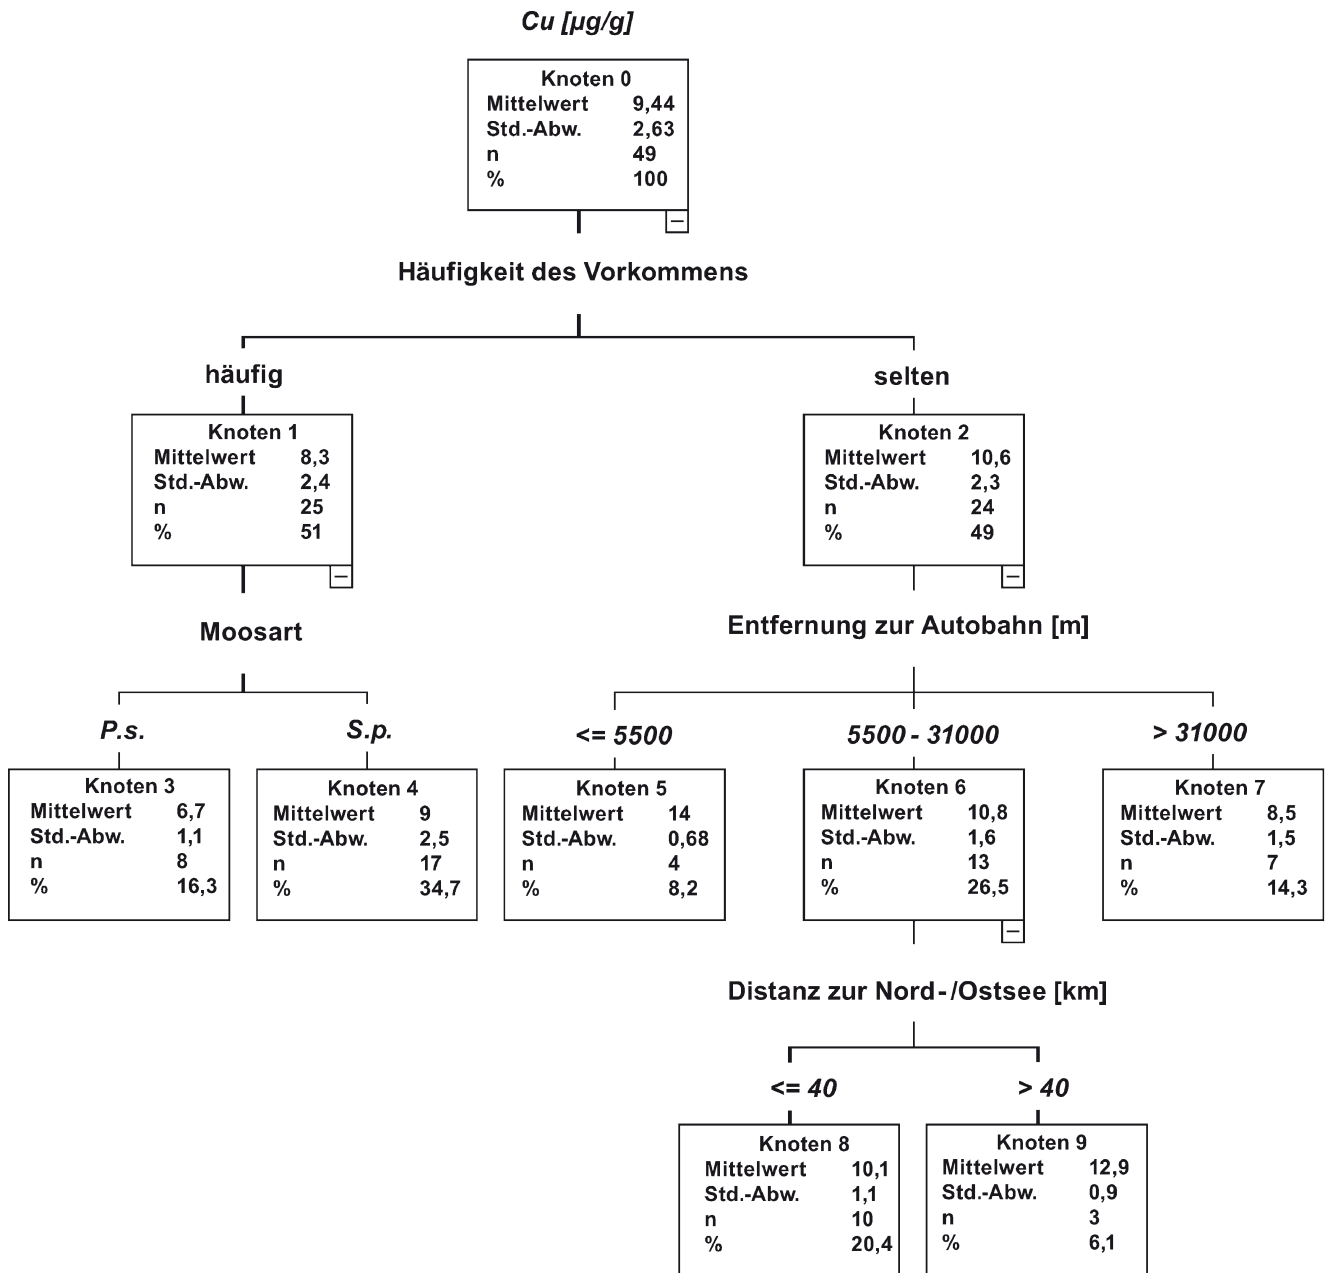 Cu [µg/g]
Knoten 0
Mittelwert 9,44
Std.-Abw. 2,63
n 49
% 100
Häufigkeit des Vorkommens
häufig
selten
Knoten 1
Mittelwert 8,3
Std.-Abw. 2,4
n 25
% 51
Knoten 2
Mittelwert 10,6
Std.-Abw. 2,3
n 24
% 49
Moosart
Entfernung zur Autobahn [m]
P.s.
S.p.
<= 5500
5500 - 31000
> 31000
Knoten 3
Mittelwert 6,7
Std.-Abw. 1,1
n 8
% 16,3
Knoten 4
Mittelwert 9
Std.-Abw. 2,5
n 17
% 34,7
Knoten 5
Mittelwert 14
Std.-Abw. 0,68
n 4
% 8,2
Knoten 6
Mittelwert 10,8
Std.-Abw. 1,6
n 13
% 26,5
Knoten 7
Mittelwert 8,5
Std.-Abw. 1,5
n 7
% 14,3
Distanz zur Nord-/Ostsee [km]
<= 40
> 40
Knoten 8
Mittelwert 10,1
Std.-Abw. 1,1
n 10
% 20,4
Knoten 9
Mittelwert 12,9
Std.-Abw. 0,9
n 3
% 6,1